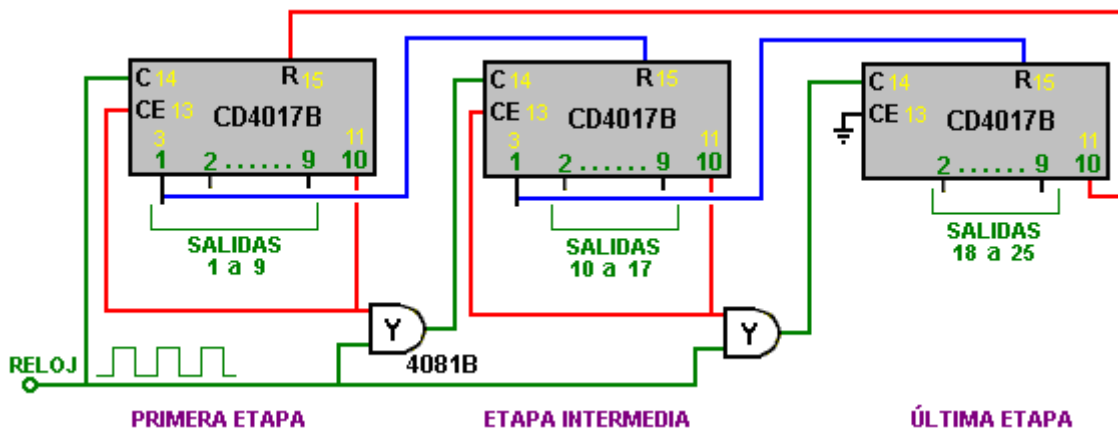 C 14
R 15
CE 13
CD4017B
3
11
1
2 ...... 9
10
SALIDAS
1 a 9
C 14
R 15
CE 13
CD4017B
3
11
1
2 ...... 9
10
SALIDAS
10 a 17
C 14
R 15
CE 13
CD4017B
11
2 ...... 9
10
SALIDAS
18 a 25
Y
4081B
Y
RELOJ
PRIMERA ETAPA
ETAPA INTERMEDIA
ÚLTIMA ETAPA